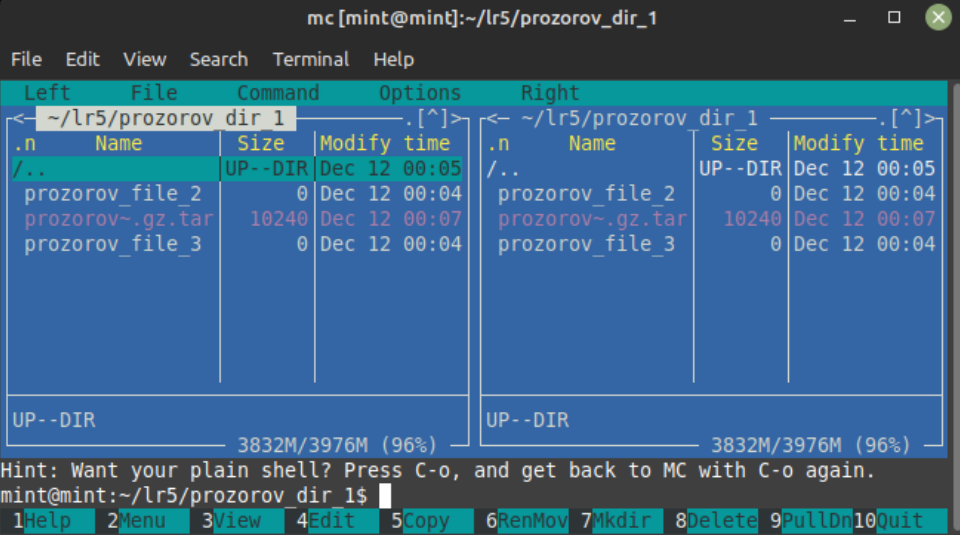 mc [mint@mint]:~/lr5/prozorov_dir_1
File Edit View Search Terminal Help
Left File Command Options Right
<─ ~/lr5/prozorov_dir_1 ─.[^]>┐ <─ ~/lr5/prozorov_dir_1 ─.[^]>┐
.n Name Size Modify time .n Name Size Modify time
/.. UP--DIR Dec 12 00:05 /.. UP--DIR Dec 12 00:05
prozorov_file_2 0 Dec 12 00:04 prozorov_file_2 0 Dec 12 00:04
prozorov~.gz.tar 10240 Dec 12 00:07 prozorov~.gz.tar 10240 Dec 12 00:07
prozorov_file_3 0 Dec 12 00:04 prozorov_file_3 0 Dec 12 00:04
UP--DIR UP--DIR
3832M/3976M (96%) 3832M/3976M (96%)
Hint: Want your plain shell? Press C-o, and get back to MC with C-o again.
mint@mint:~/lr5/prozorov_dir_1$
1Help 2Menu 3View 4Edit 5Copy 6RenMov 7Mkdir 8Delete 9PullDn 10Quit